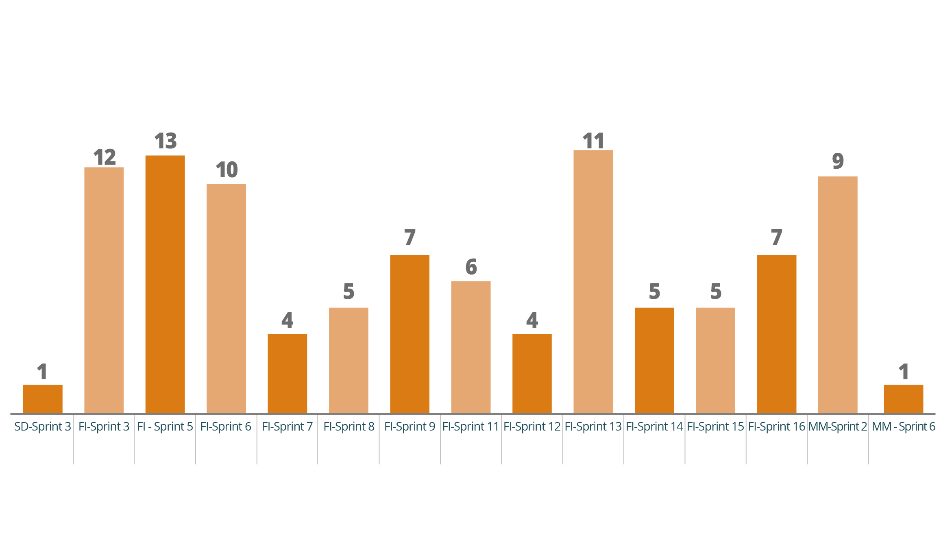 1
12
13
10
4
5
7
6
4
11
5
5
7
9
1
SD-Sprint 3
FI-Sprint 3
FI - Sprint 5
FI-Sprint 6
FI-Sprint 7
FI-Sprint 8
FI-Sprint 9
FI-Sprint 11
FI-Sprint 12
FI-Sprint 13
FI-Sprint 14
FI-Sprint 15
FI-Sprint 16
MM-Sprint 2
MM - Sprint 6